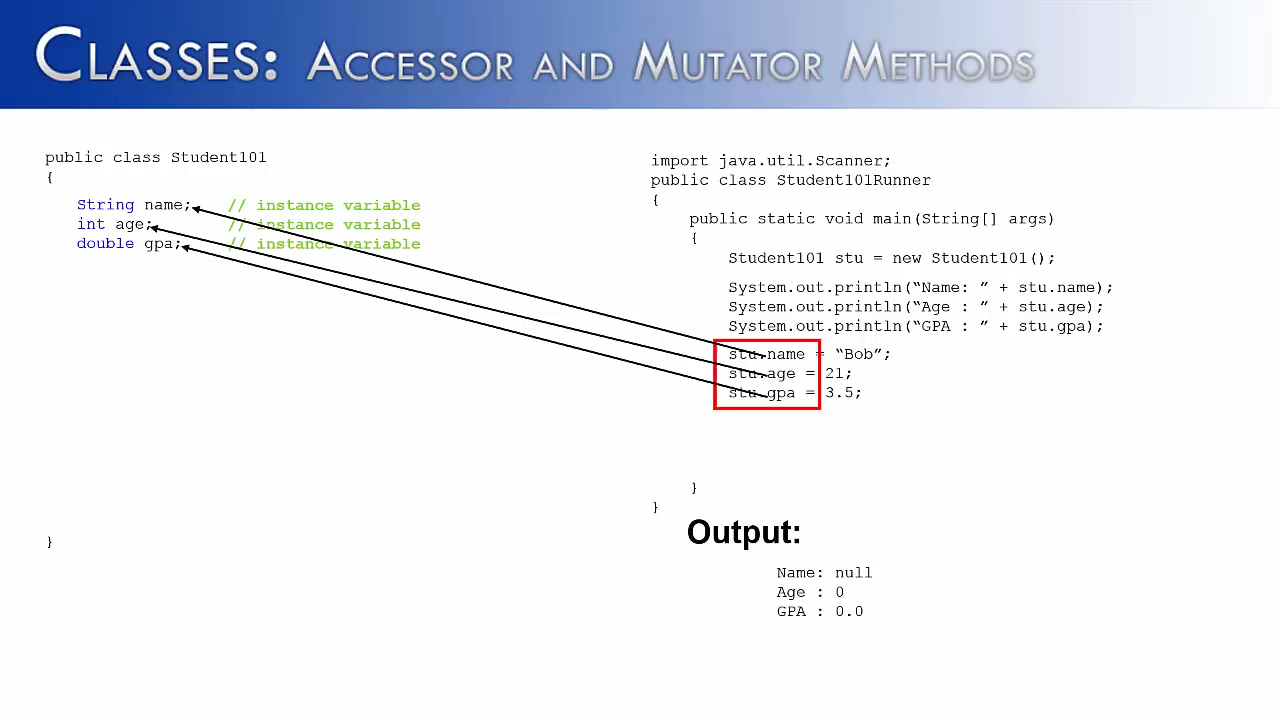 CLASSES: ACCESSOR AND MUTATOR METHODS
public class Student101
{
String name; // instance variable
int age; // instance variable
double gpa; // instance variable
}
import java.util.Scanner;
public class Student101Runner
{
public static void main(String[] args)
{
Student101 stu = new Student101();
System.out.println(“Name: ” + stu.name);
System.out.println(“Age : ” + stu.age);
System.out.println(“GPA : ” + stu.gpa);
stu.name = “Bob”;
stu.age = 21;
stu.gpa = 3.5;
}
}
Output:
Name: null
Age : 0
GPA : 0.0